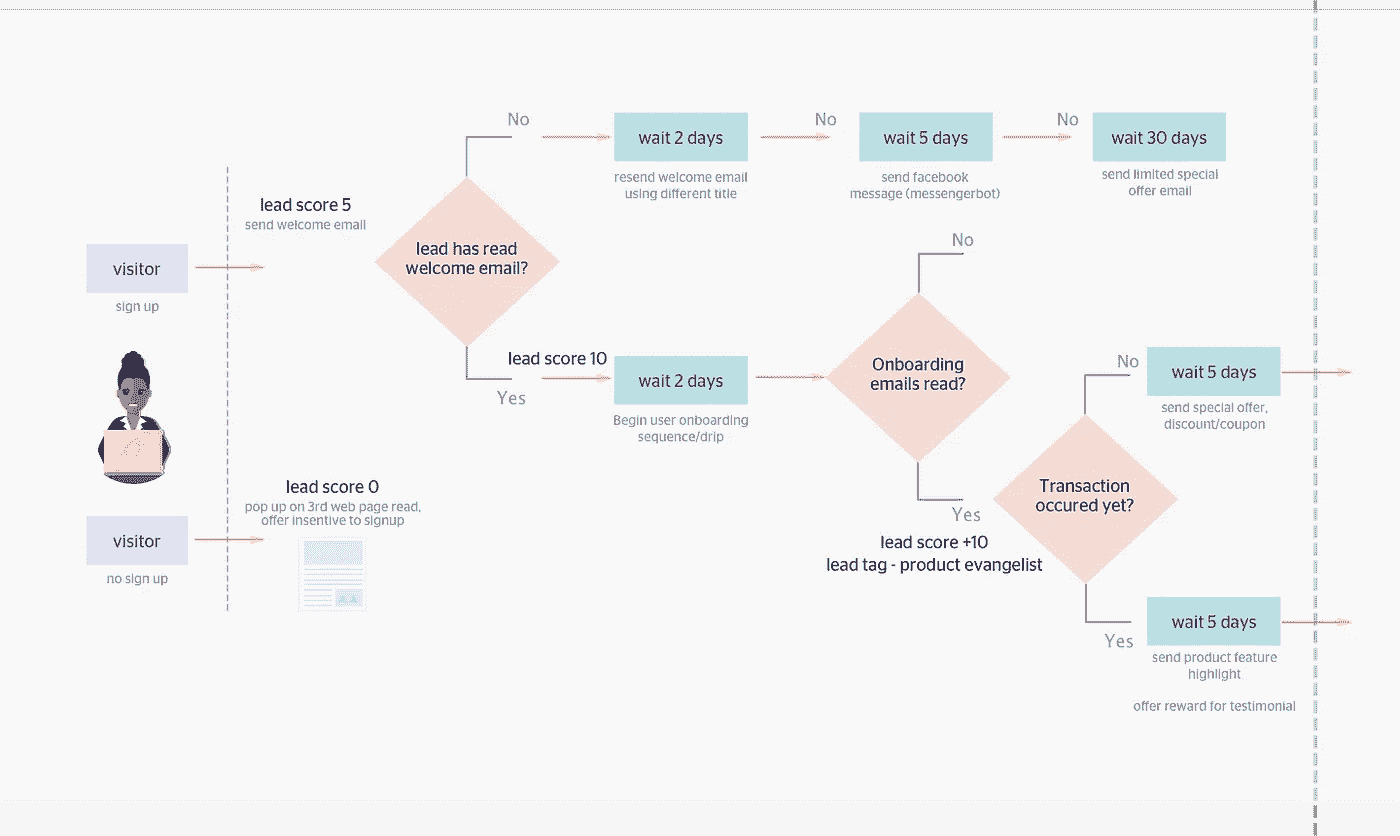 No
wait 2 days
resend welcome email
using different title
No
wait 5 days
send facebook
message (messengerbot)
No
wait 30 days
send limited special
offer email
lead score 5
send welcome email
visitor
sign up
lead has read
welcome email?
lead score 10
Yes
wait 2 days
Begin user onboarding
sequence/drip
No
Onboarding
emails read?
Yes
lead score +10
lead tag - product evangelist
No
wait 5 days
send special offer,
discount/coupon
Transaction
occured yet?
Yes
wait 5 days
send product feature
highlight
offer reward for testimonial
lead score 0
pop up on 3rd web page read,
offer insentive to signup
visitor
no sign up